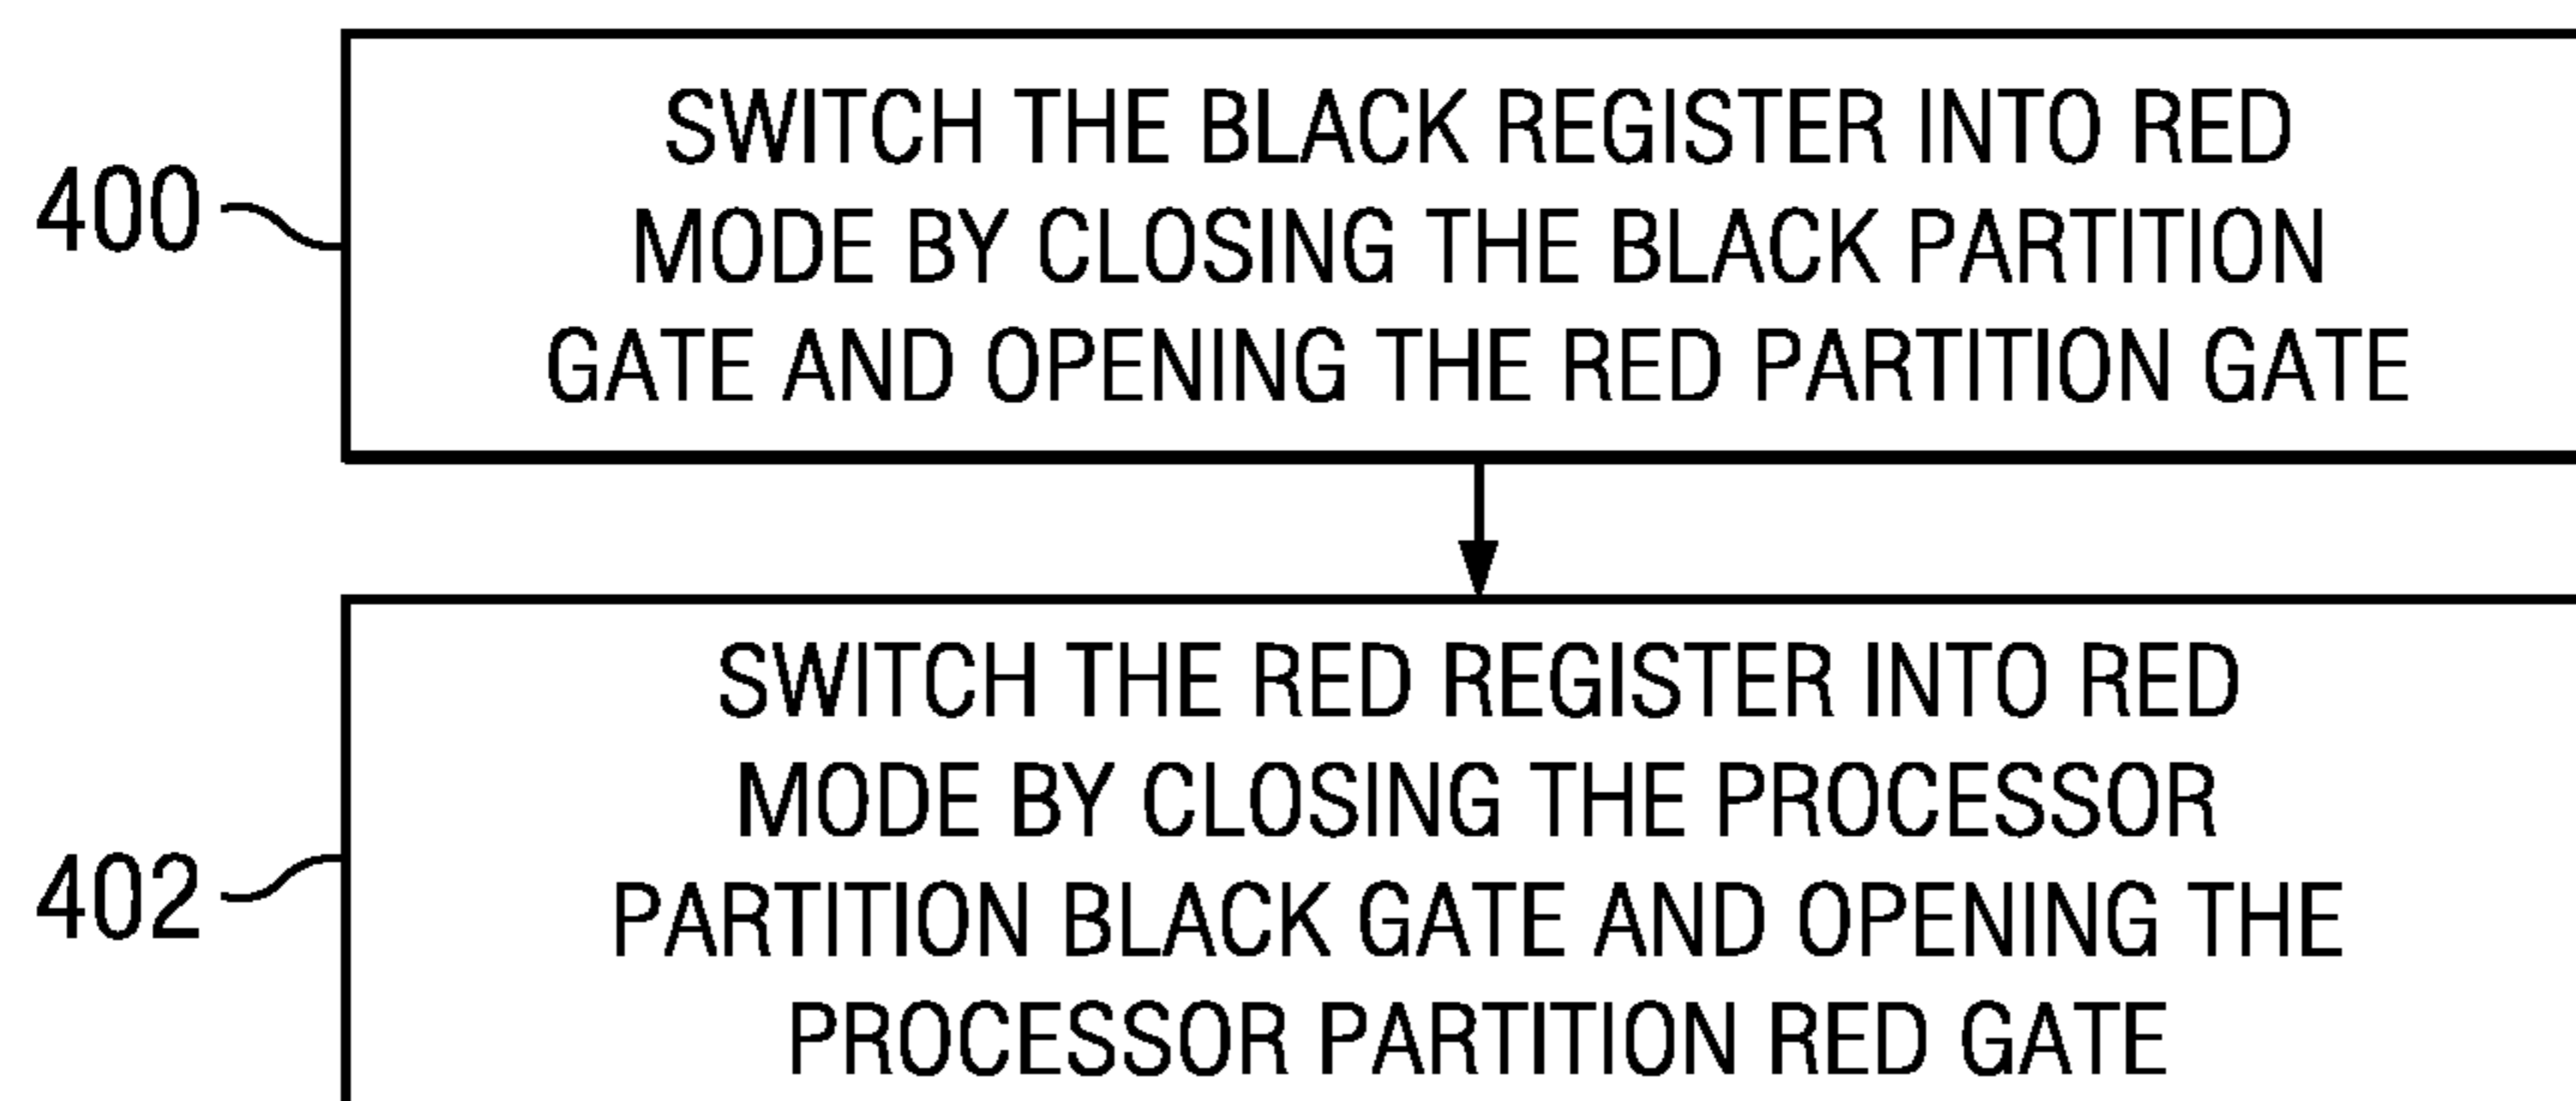 400
SWITCH THE BLACK REGISTER INTO RED
MODE BY CLOSING THE BLACK PARTITION
GATE AND OPENING THE RED PARTITION GATE
402
SWITCH THE RED REGISTER INTO RED
MODE BY CLOSING THE PROCESSOR
PARTITION BLACK GATE AND OPENING THE
PROCESSOR PARTITION RED GATE